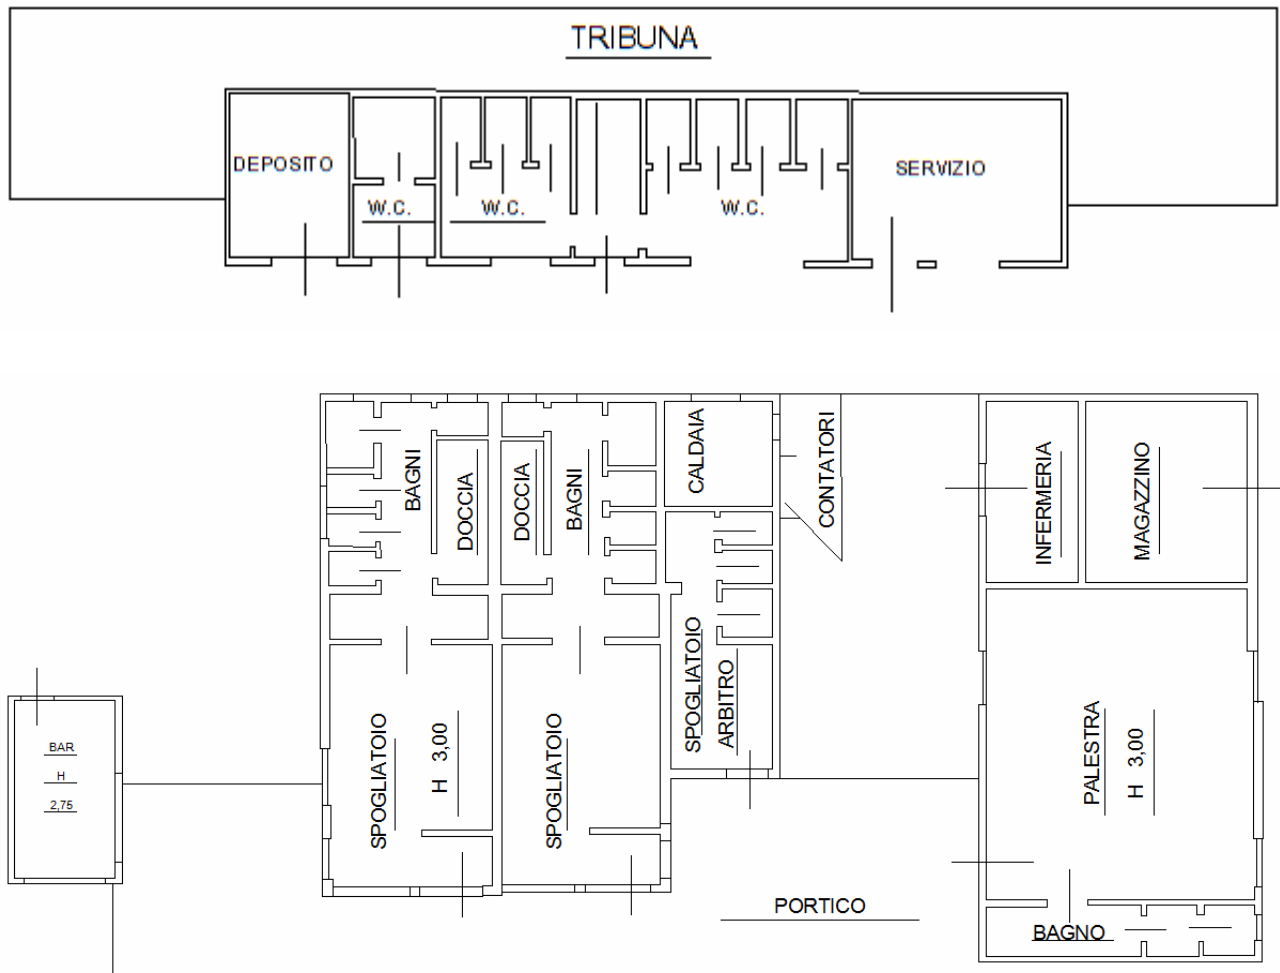 TRIBUNA
DEPOSITO
W.C.
W.C.
W.C.
SERVIZIO
BAGNI
DOCCIA
DOCCIA
BAGNI
CALDAIA
CONTATORI
INFERMERIA
MAGAZZINO
SPOGLIATOIO
H 3,00
SPOGLIATOIO
SPOGLIATOIO
ARBITRO
PALESTRA
H 3,00
BAR
H
2,75
PORTICO
BAGNO